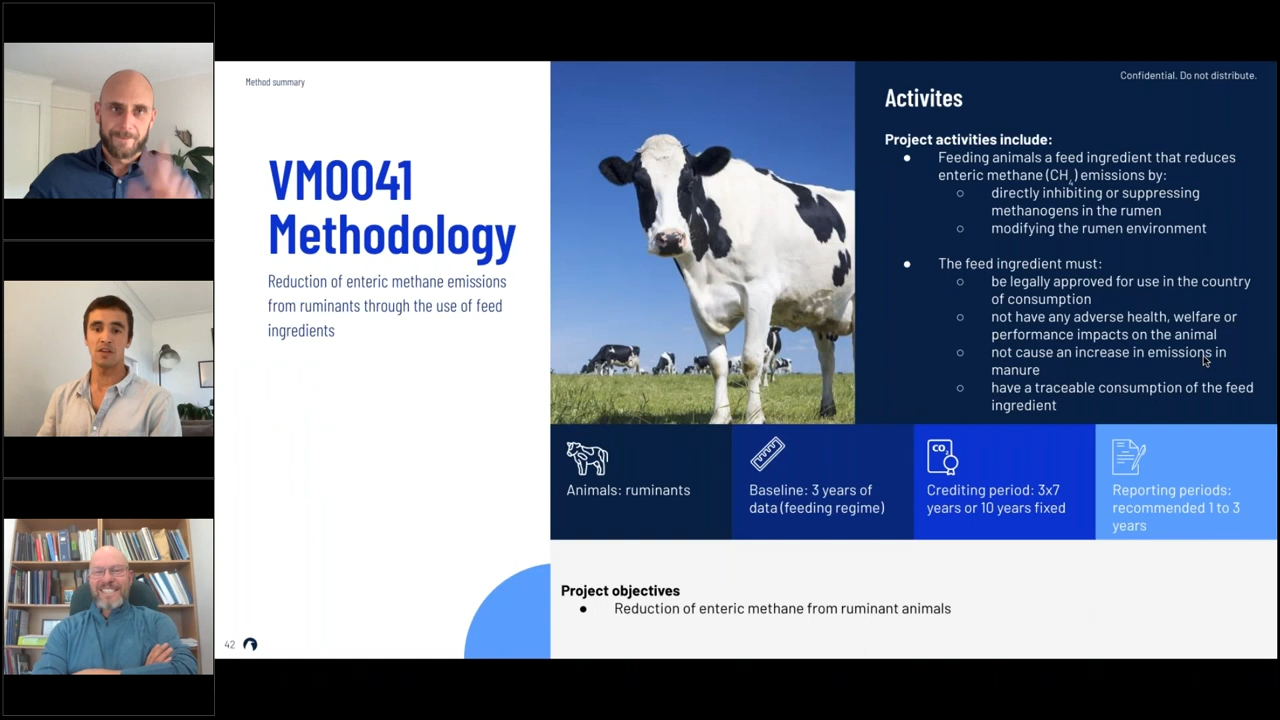 Method summary
VM0041
Methodology
Reduction of enteric methane emissions
from ruminants through the use of feed
ingredients
42
Confidential. Do not distribute.
Activites
Project activities include:
● Feeding animals a feed ingredient that reduces
enteric methane (CH₄) emissions by:
○ directly inhibiting or suppressing
methanogens in the rumen
○ modifying the rumen environment
● The feed ingredient must:
○ be legally approved for use in the country
of consumption
○ not have any adverse health, welfare or
performance impacts on the animal
○ not cause an increase in emissions in
manure
○ have a traceable consumption of the feed
ingredient
Animals: ruminants
Baseline: 3 years of
data (feeding regime)
CO₂
Crediting period: 3x7
years or 10 years fixed
Reporting periods:
recommended 1 to 3
years
Project objectives
● Reduction of enteric methane from ruminant animals